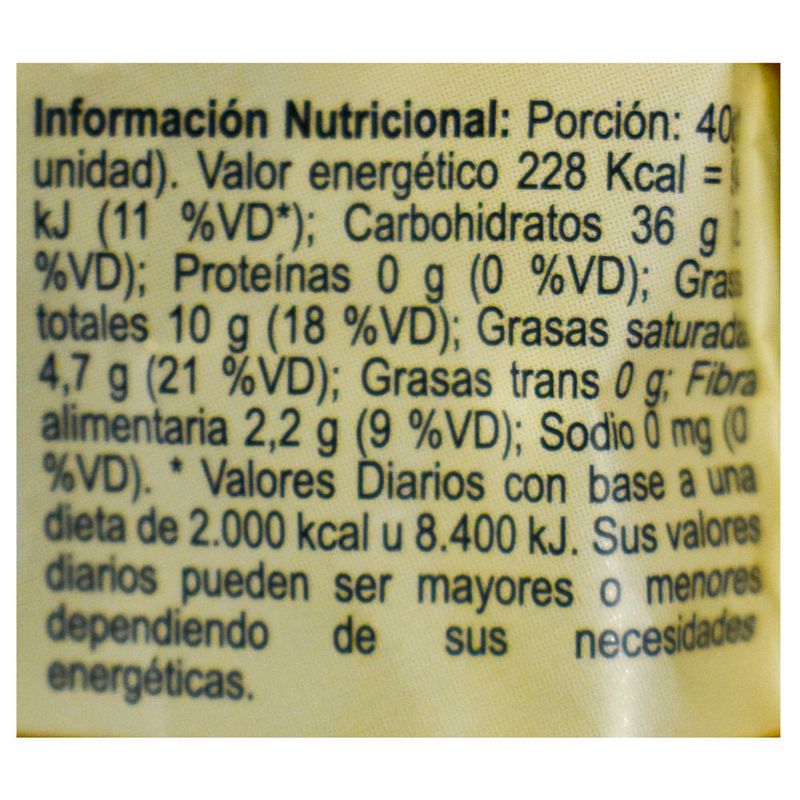 Información Nutricional: Porción: 40
unidad). Valor energético 228 Kcal =
kJ (11 %VD*); Carbohidratos 36 g
%VD); Proteínas 0 g (0 %VD); Gras
totales 10 g (18 %VD); Grasas saturada
4,7 g (21 %VD); Grasas trans 0 g; Fibra
alimentaria 2,2 g (9 %VD); Sodio 0 mg (0
%VD). * Valores Diarios con base a una
dieta de 2.000 kcal u 8.400 kJ. Sus valores
diarios pueden ser mayores o menores
dependiendo de sus necesidades
energéticas.